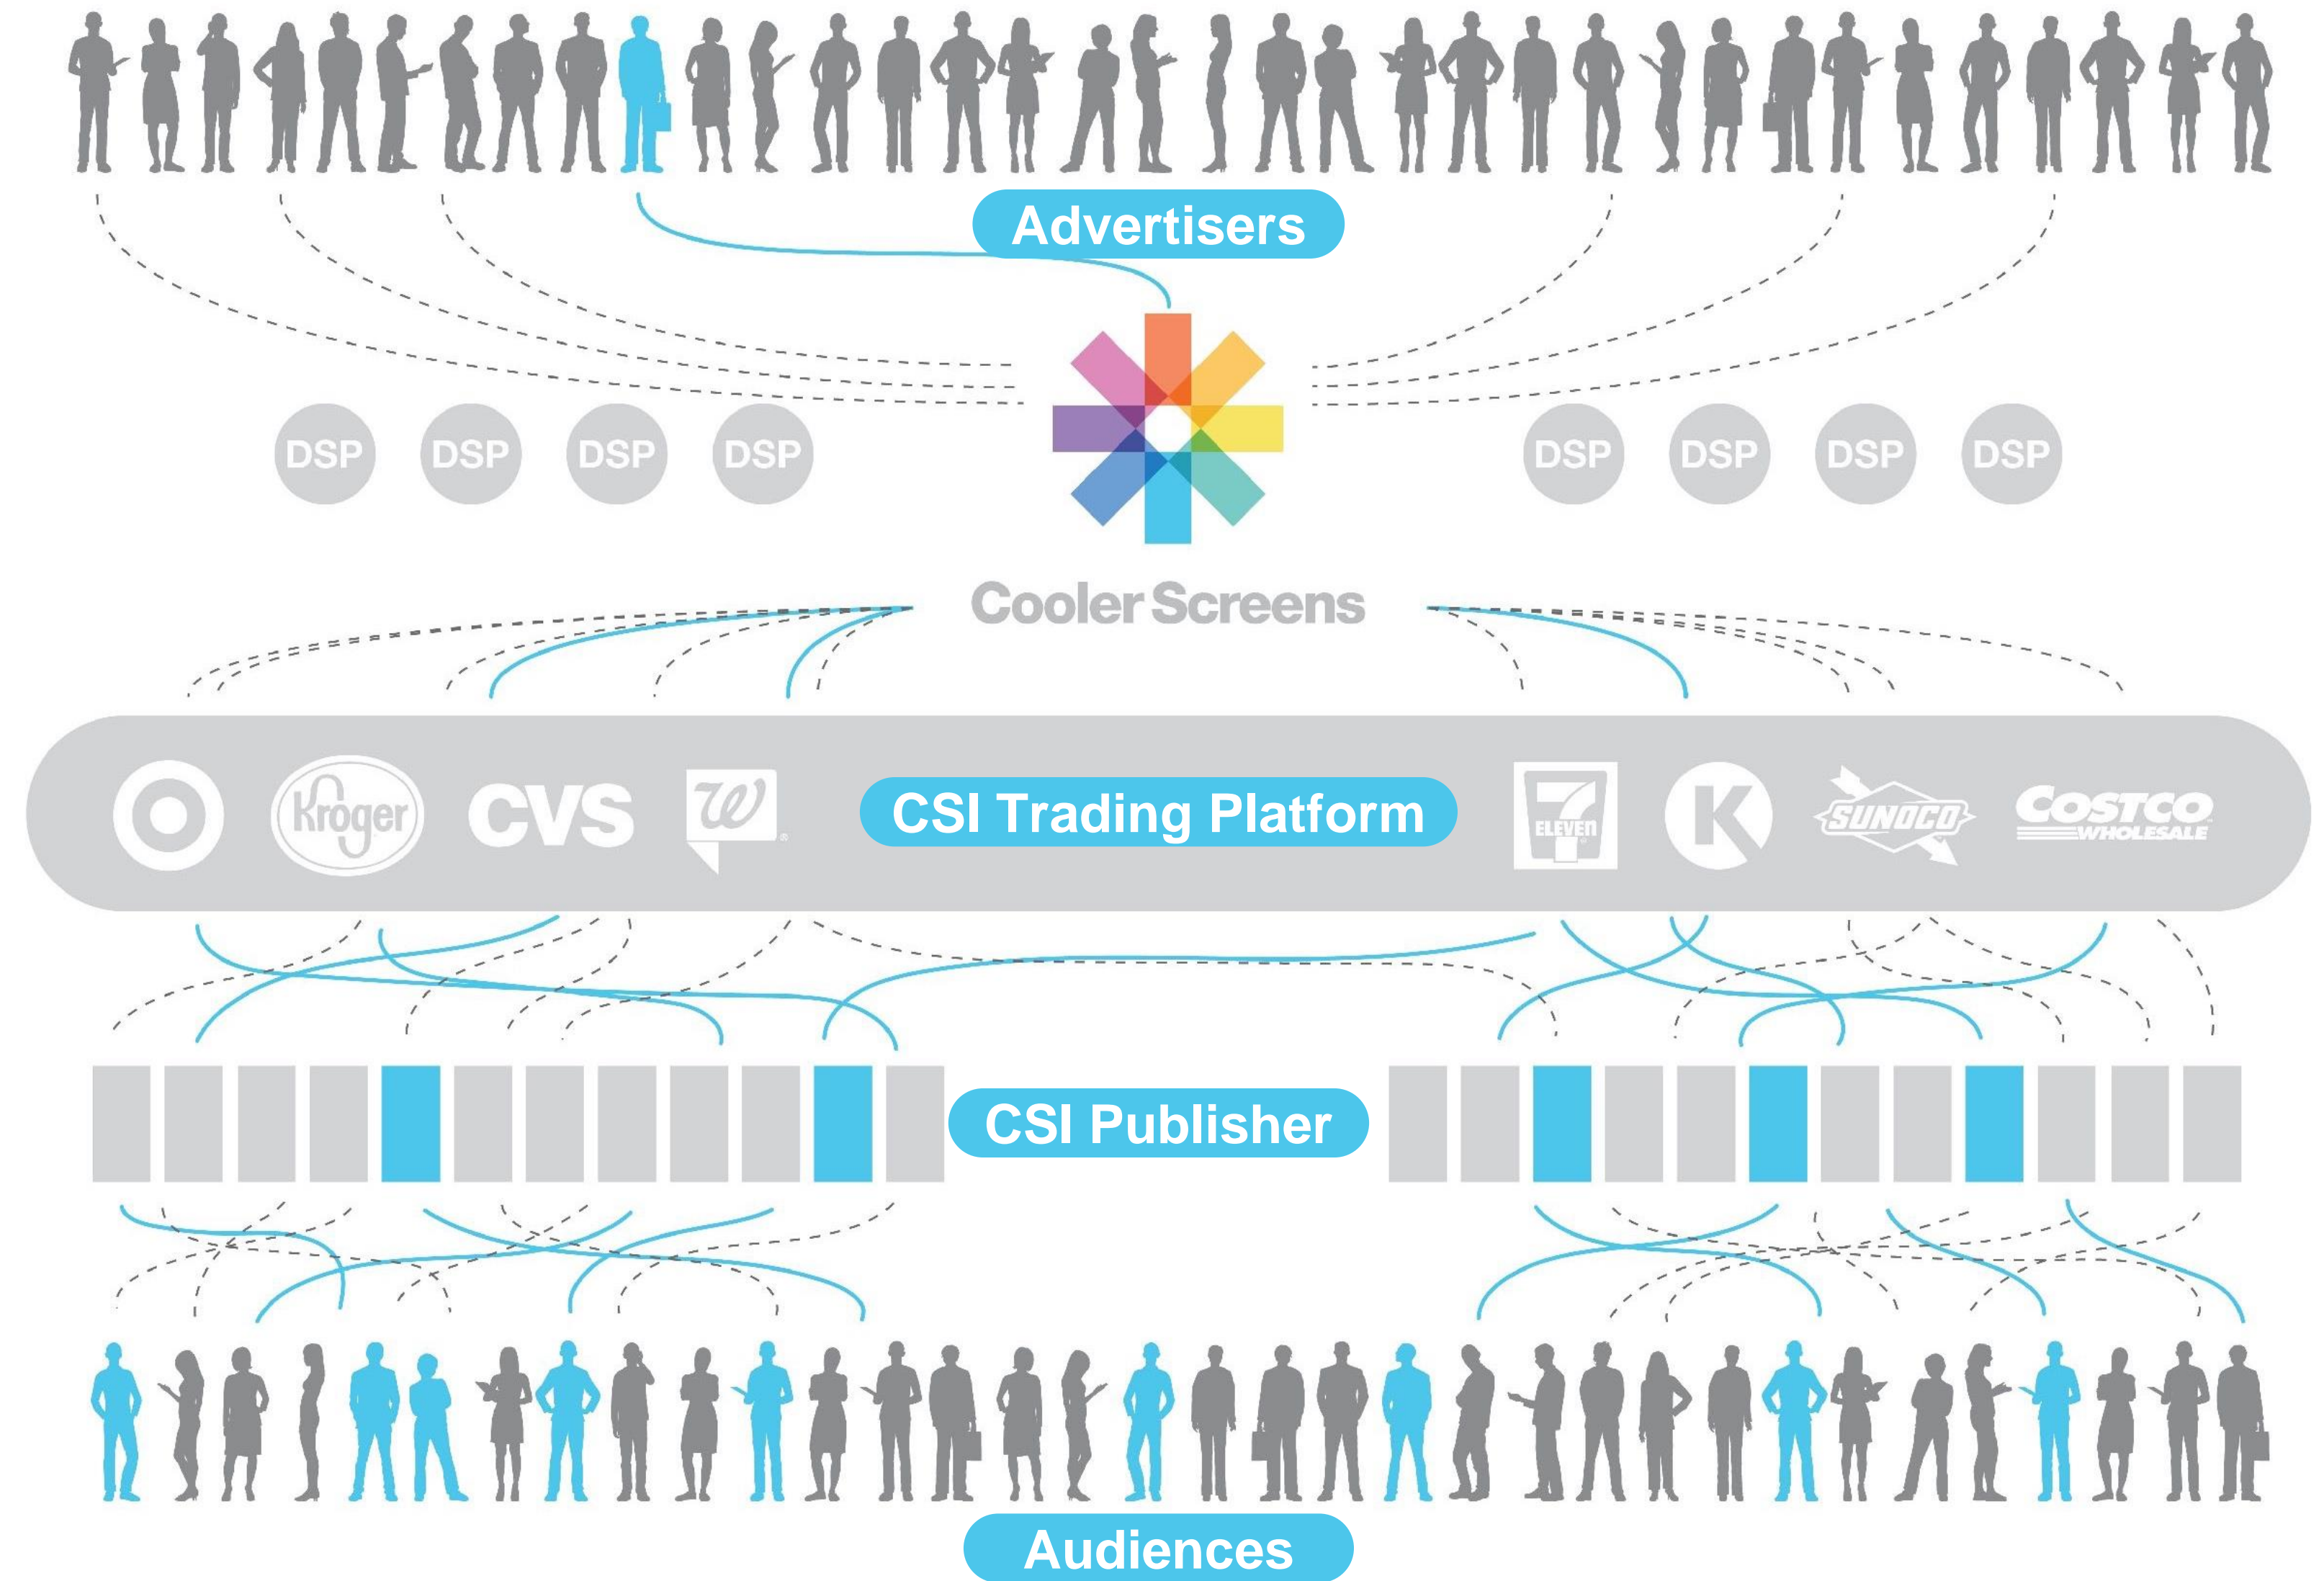 Advertisers
DSP DSP DSP DSP DSP DSP DSP DSP
Cooler Screens
Kroger CVS W ® CSI Trading Platform 7 ELEVEN ® K SUNOCO COSTCO
WHOLESALE
CSI Publisher
Audiences